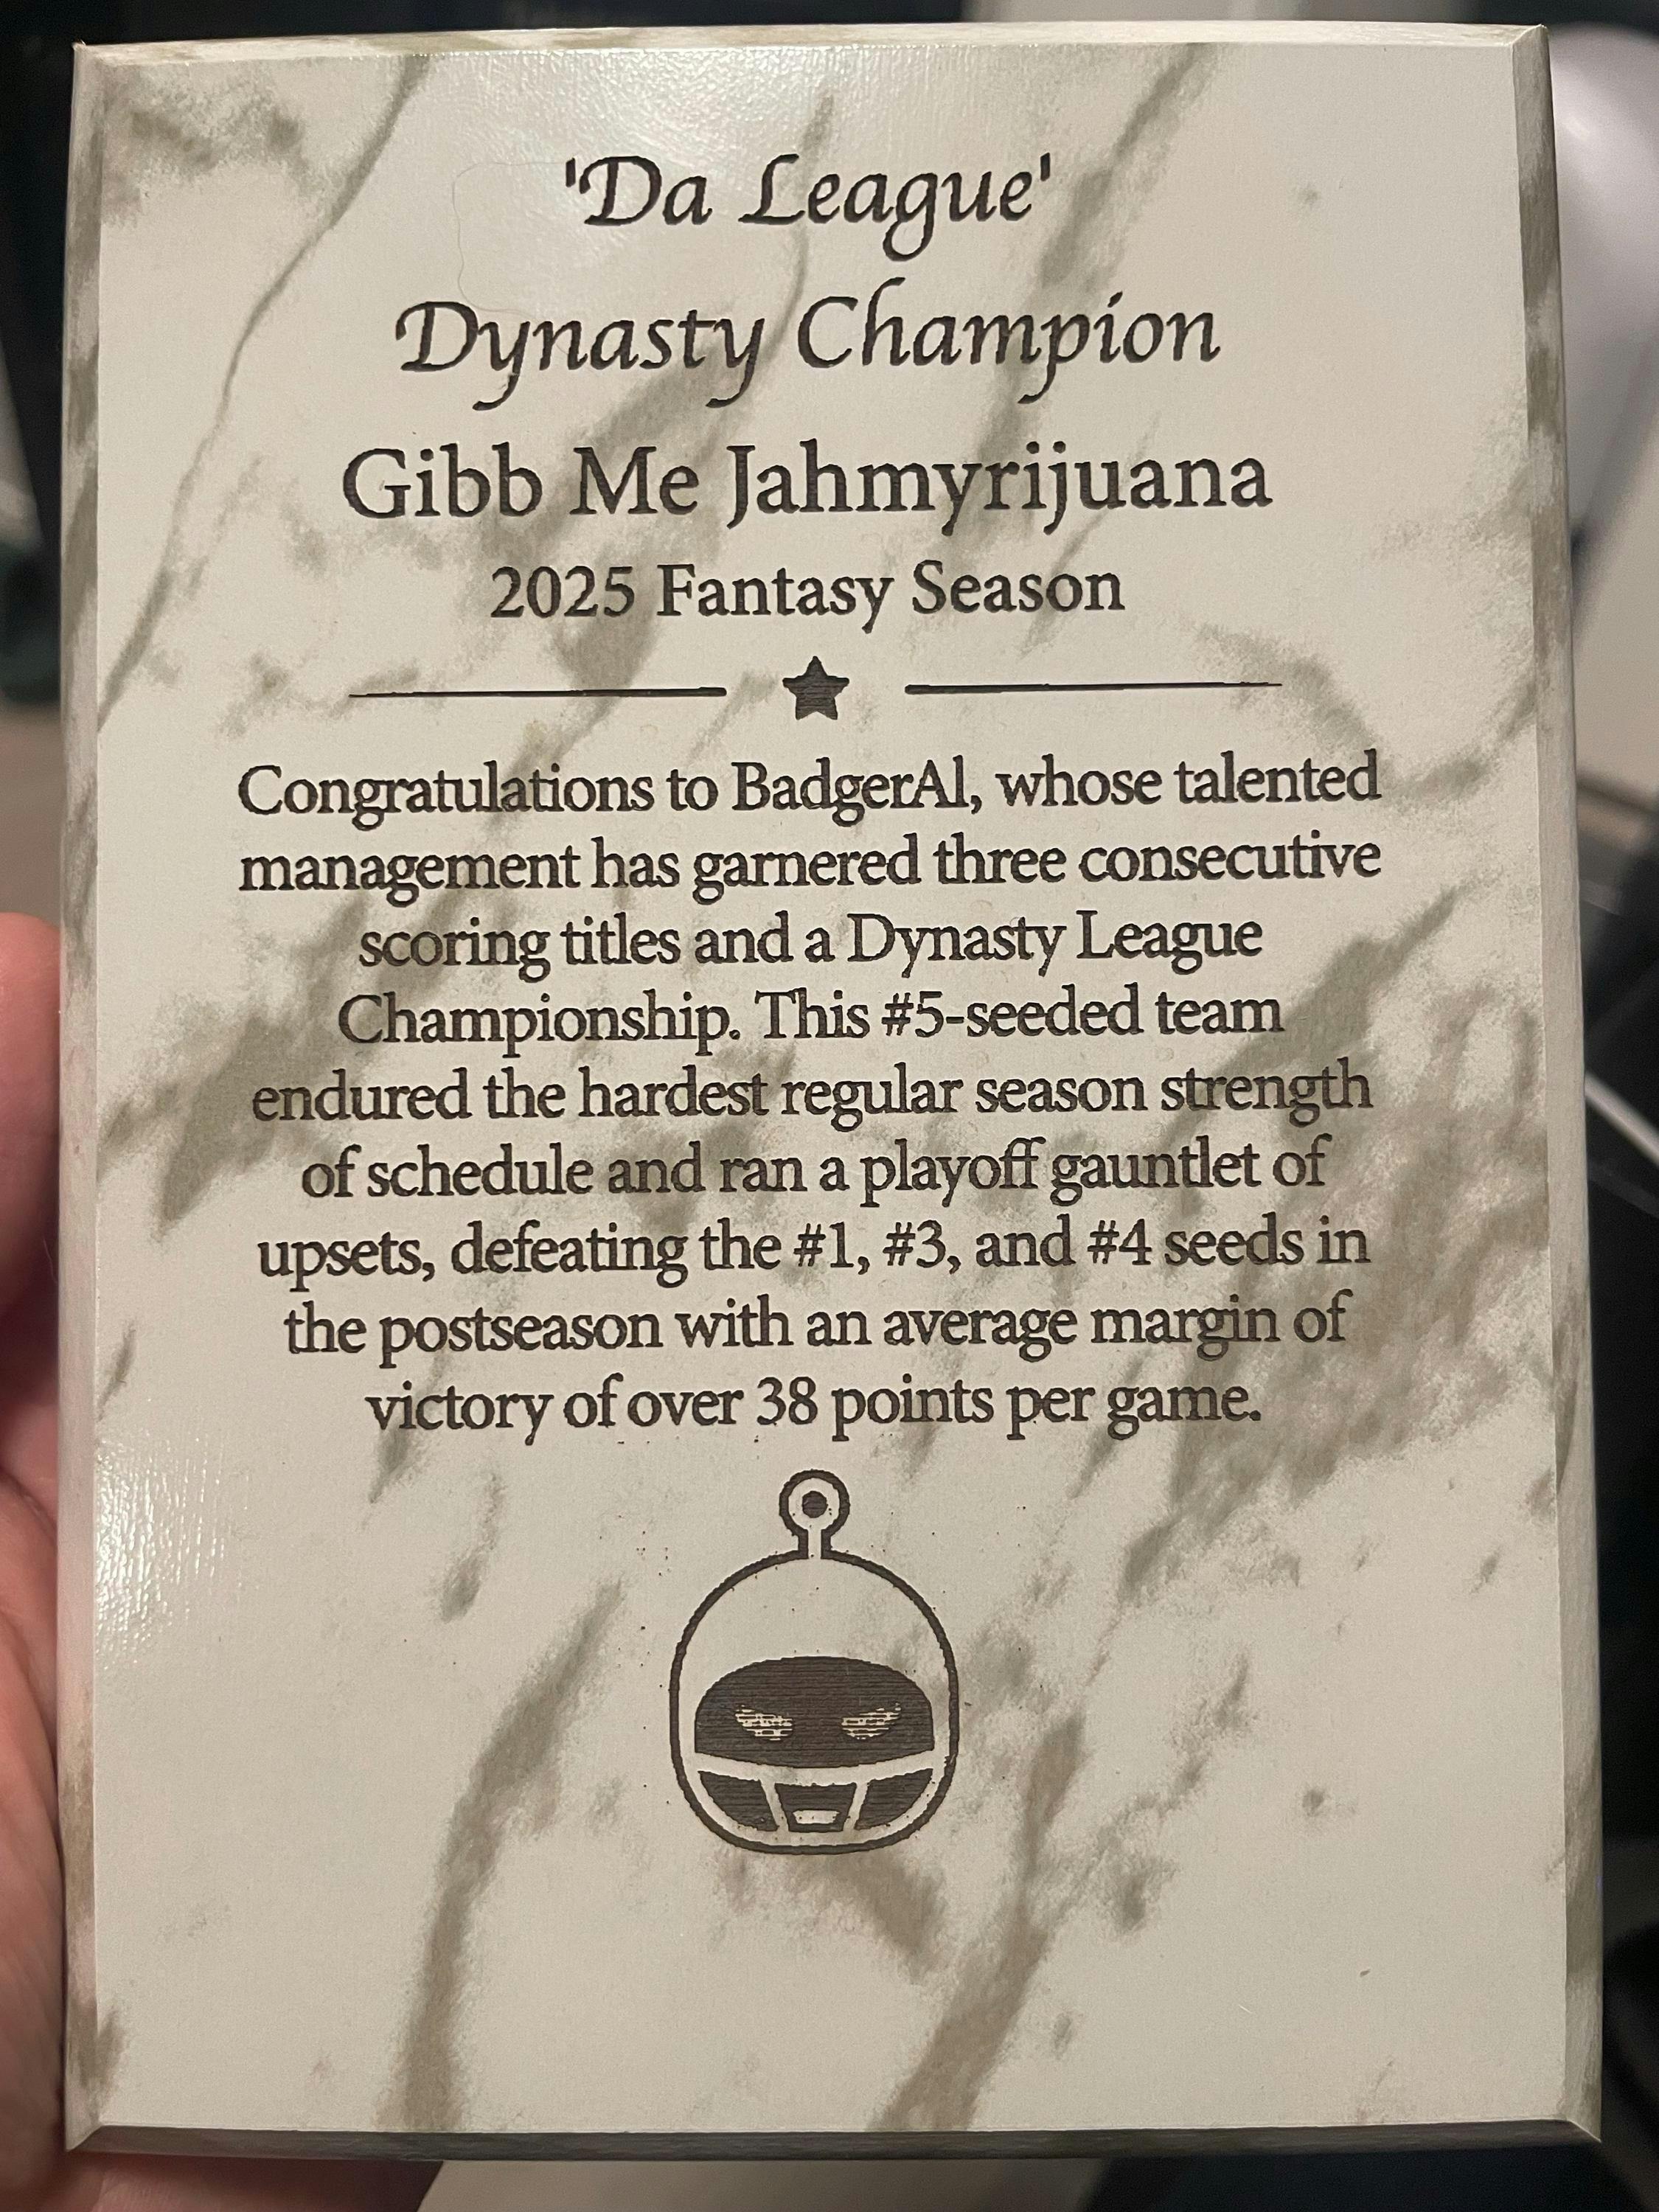 'Da League'
Dynasty Champion
Gibb Me Jahmyrijuana
2025 Fantasy Season
Congratulations to BadgerAl, whose talented
management has garnered three consecutive
scoring titles and a Dynasty League
Championship. This #5-seeded team
endured the hardest regular season strength
of schedule and ran a playoff gauntlet of
upsets, defeating the #1, #3, and #4 seeds in
the postseason with an average margin of
victory of over 38 points per game.